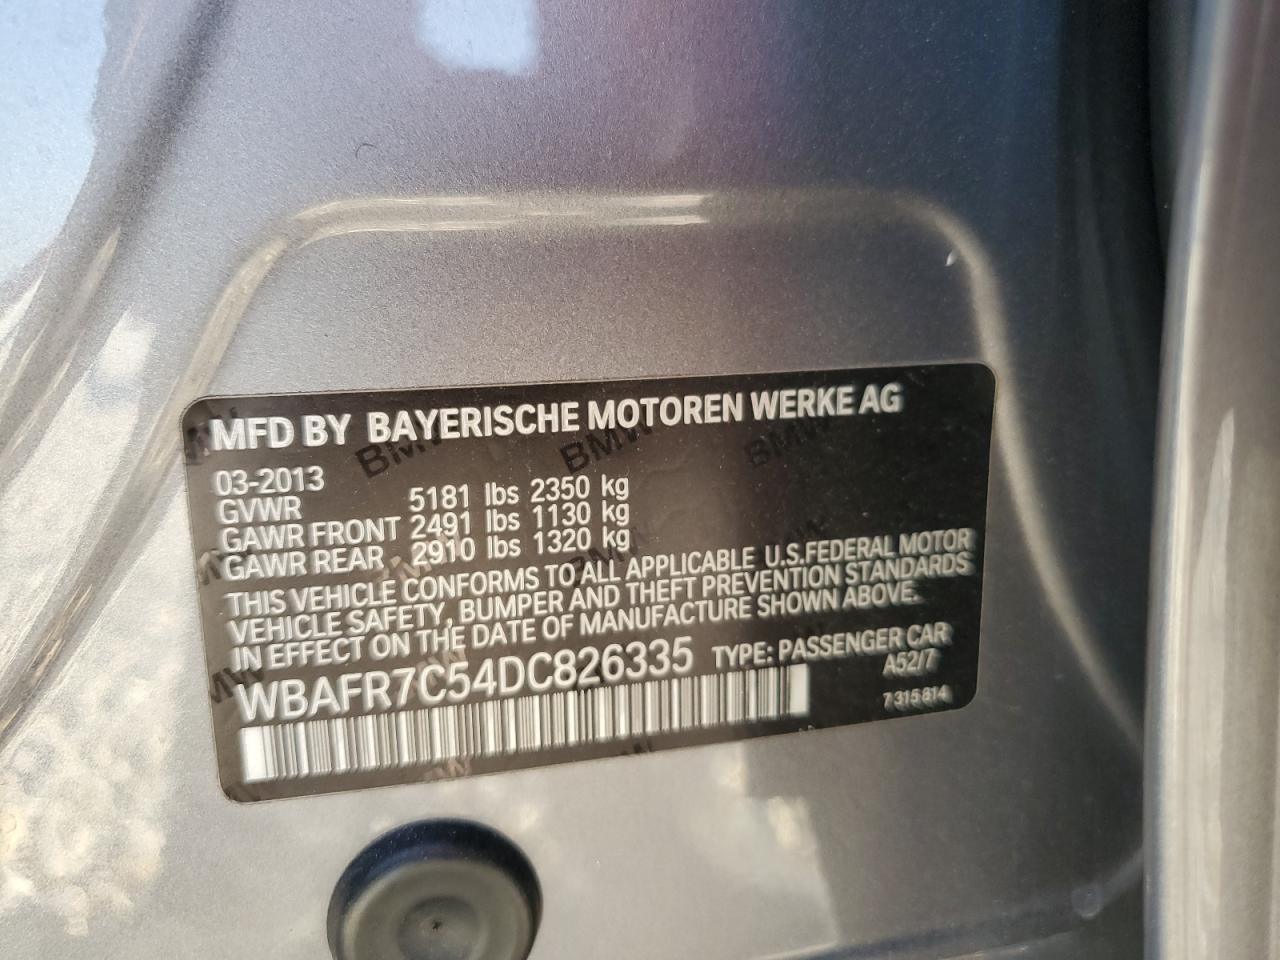 MFD BY BAYERISCHE MOTOREN WERKE AG
03-2013
GVWR 5181 lbs 2350 kg
GAWR FRONT 2491 lbs 1130 kg
GAWR REAR 2910 lbs 1320 kg
THIS VEHICLE CONFORMS TO ALL APPLICABLE U.S.FEDERAL MOTOR
VEHICLE SAFETY, BUMPER AND THEFT PREVENTION STANDARDS
IN EFFECT ON THE DATE OF MANUFACTURE SHOWN ABOVE.
WBAFR7C54DC826335 TYPE: PASSENGER CAR
A52/7
7 315 814